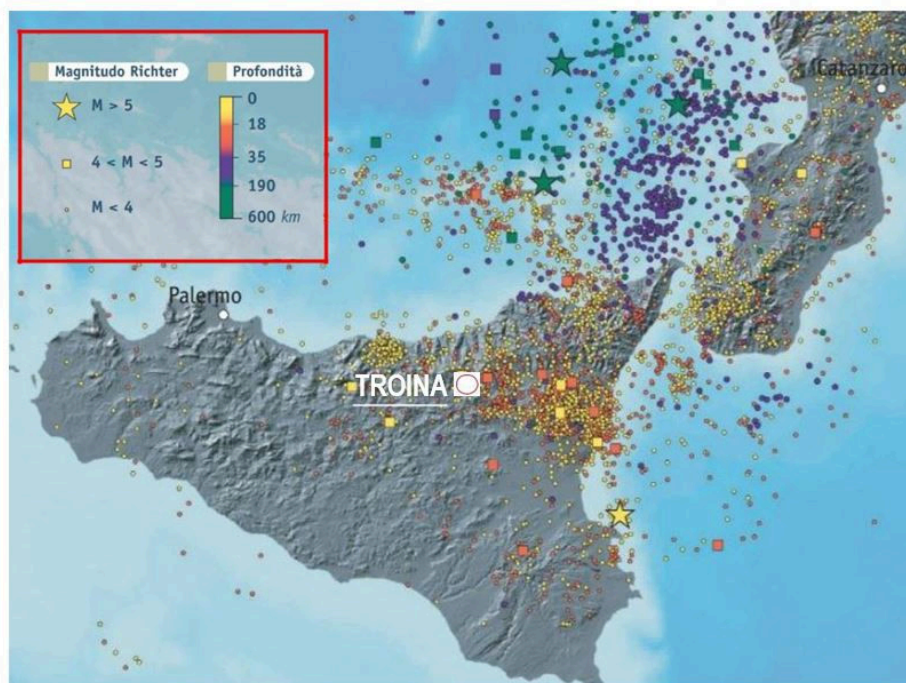 Magnitudo Richter
Profondità
M > 5
4 < M < 5
M < 4
0
18
35
190
600 km
(Catanzaro
Palermo
TROINA